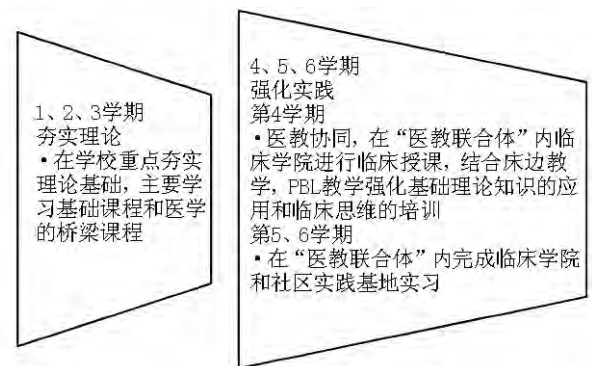 1、2、3学期
夯实理论
·在学校重点夯实
理论基础，主要学
习基础课程和医学
的桥梁课程
4、5、6学期
强化实践
第4学期
·医教协同，在“医教联合体”内临
床学院进行临床授课，结合床边教
学，PBL教学强化基础理论知识的应
用和临床思维的培训
第5、6学期
·在“医教联合体”内完成临床学院
和社区实践基地实习